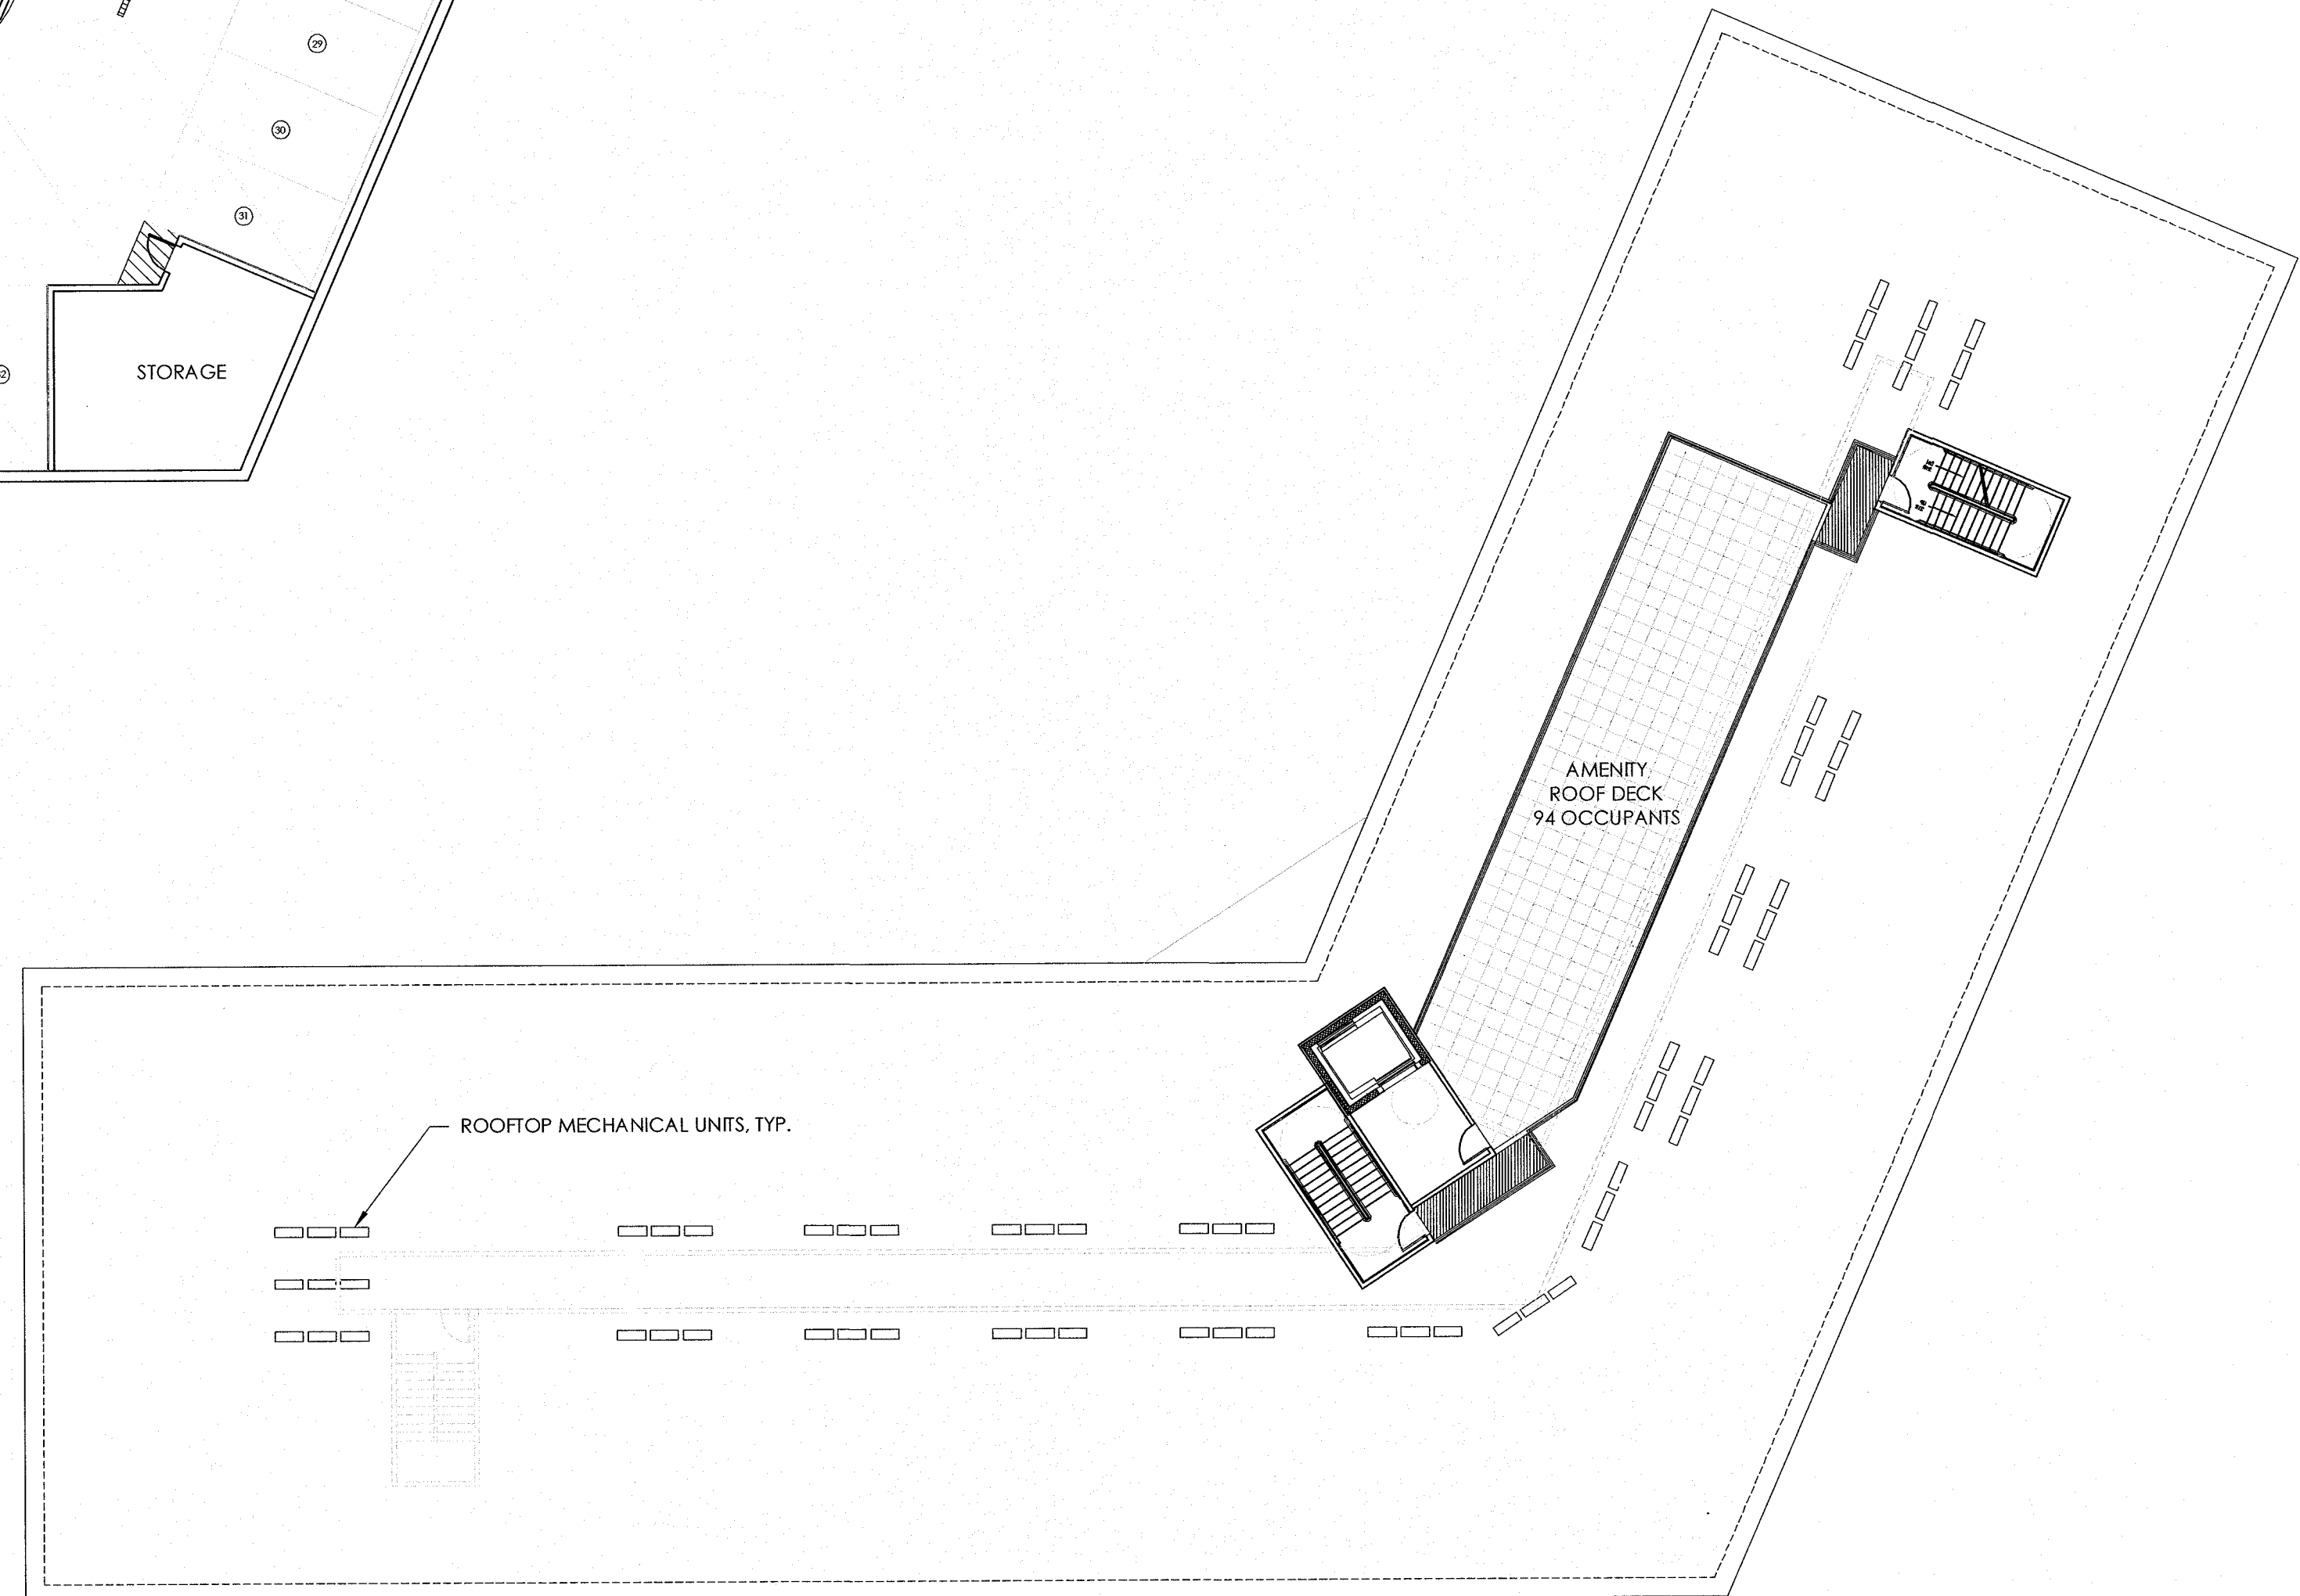 29
30
31
STORAGE
AMENITY
ROOF DECK
94 OCCUPANTS
ROOFTOP MECHANICAL UNITS, TYP.